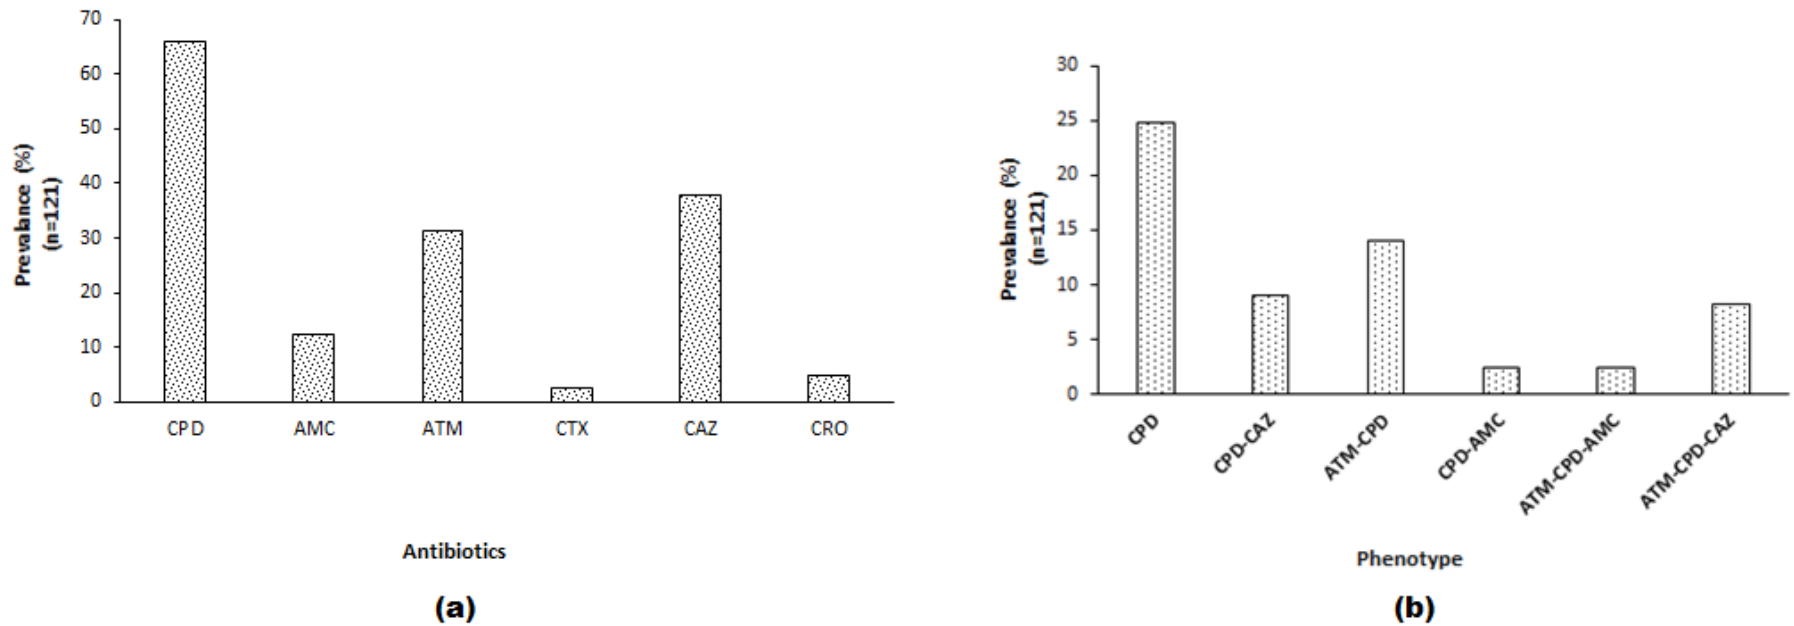 70
60
50
40
30
20
10
0
Prevalance (%)
(n=121)
CPD AMC ATM CTX CAZ CRO
Antibiotics
(a)
30
25
20
15
10
5
0
Prevalance (%)
(n=121)
CPD
CPD-CAZ
ATM-CPD
CPD-AMC
ATM-CPD-AMC
ATM-CPD-CAZ
Phenotype
(b)